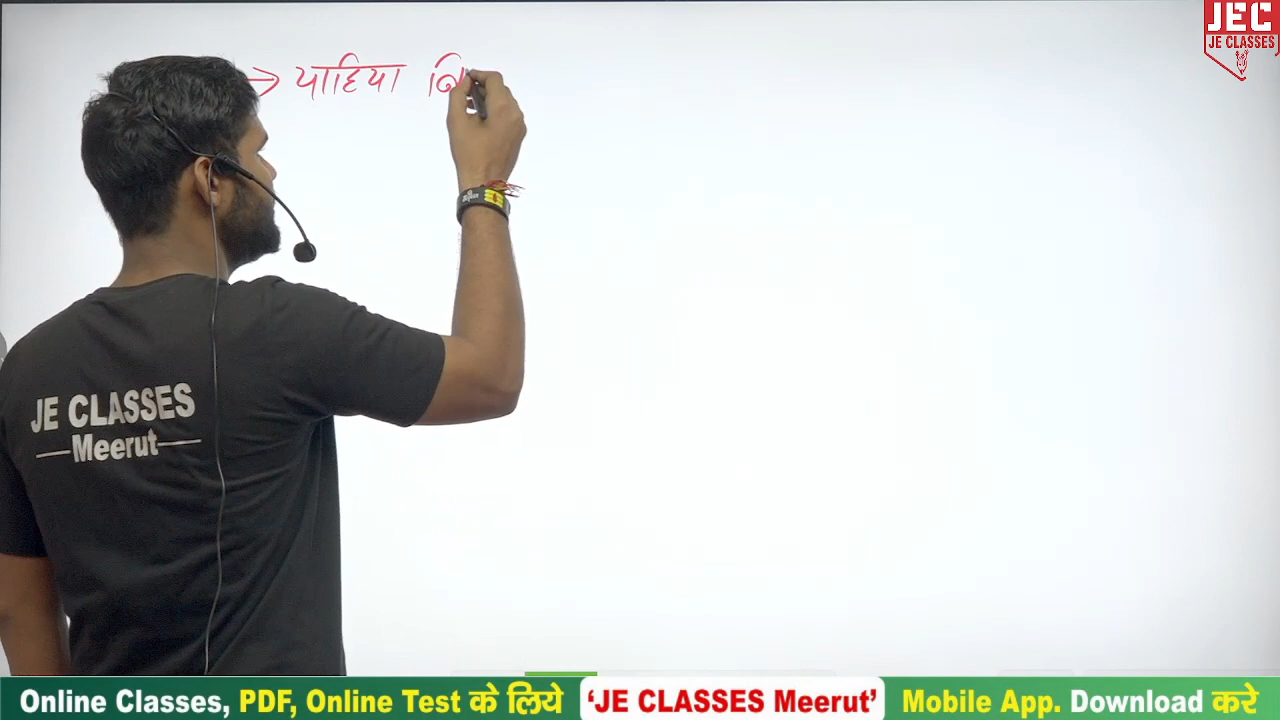 JEC
JE CLASSES
→ याहिया
JE CLASSES
—Meerut—
Online Classes, PDF, Online Test के लिये 'JE CLASSES Meerut' Mobile App. Download करे